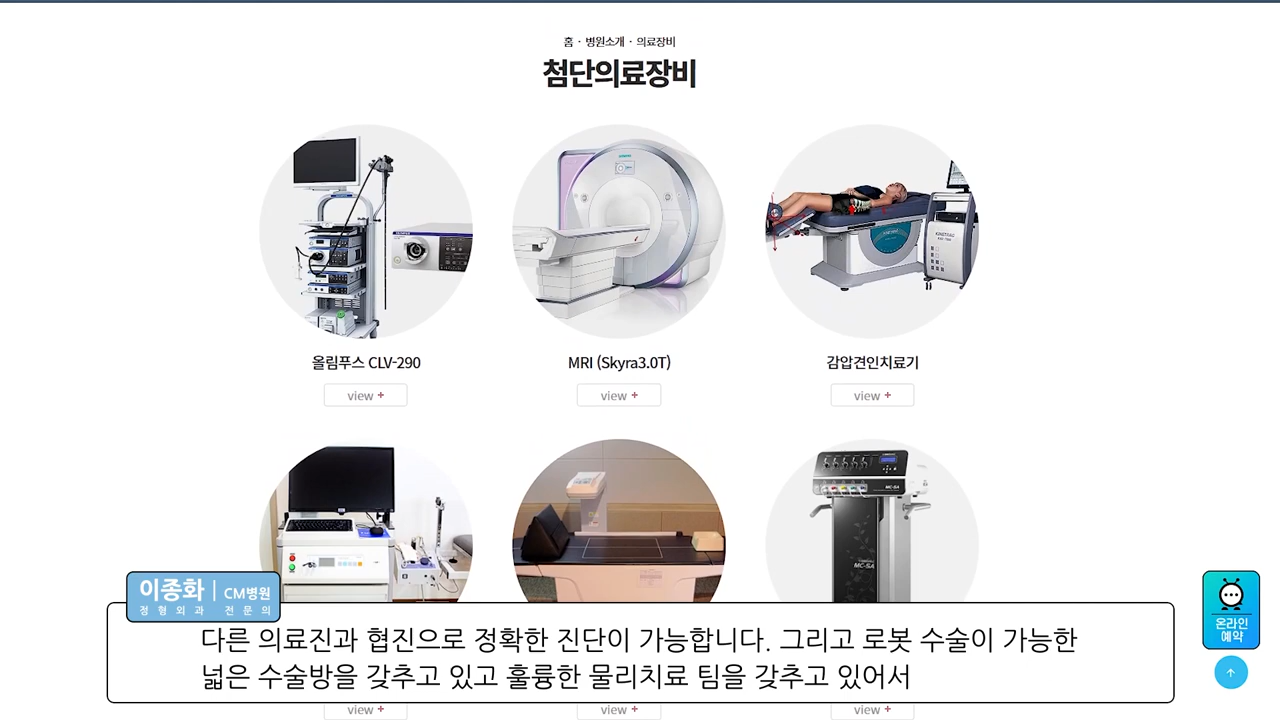 홈 · 병원소개 · 의료장비
첨단의료장비
올림푸스 CLV-290
MRI (Skyra3.0T)
감압견인치료기
view +
view +
view +
MC-5A
MC-5A
이종화 | CM병원
정형외과 전문의
다른 의료진과 협진으로 정확한 진단이 가능합니다. 그리고 로봇 수술이 가능한
넓은 수술방을 갖추고 있고 훌륭한 물리치료 팀을 갖추고 있어서
온라인
예약
view +
view +
view +